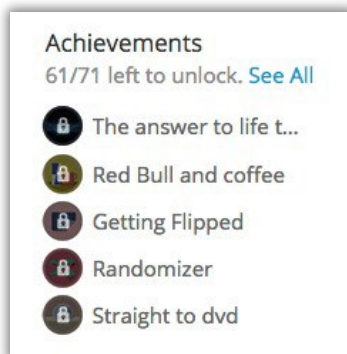 Achievements
61/71 left to unlock. See All
The answer to life t...
Red Bull and coffee
Getting Flipped
Randomizer
Straight to dvd